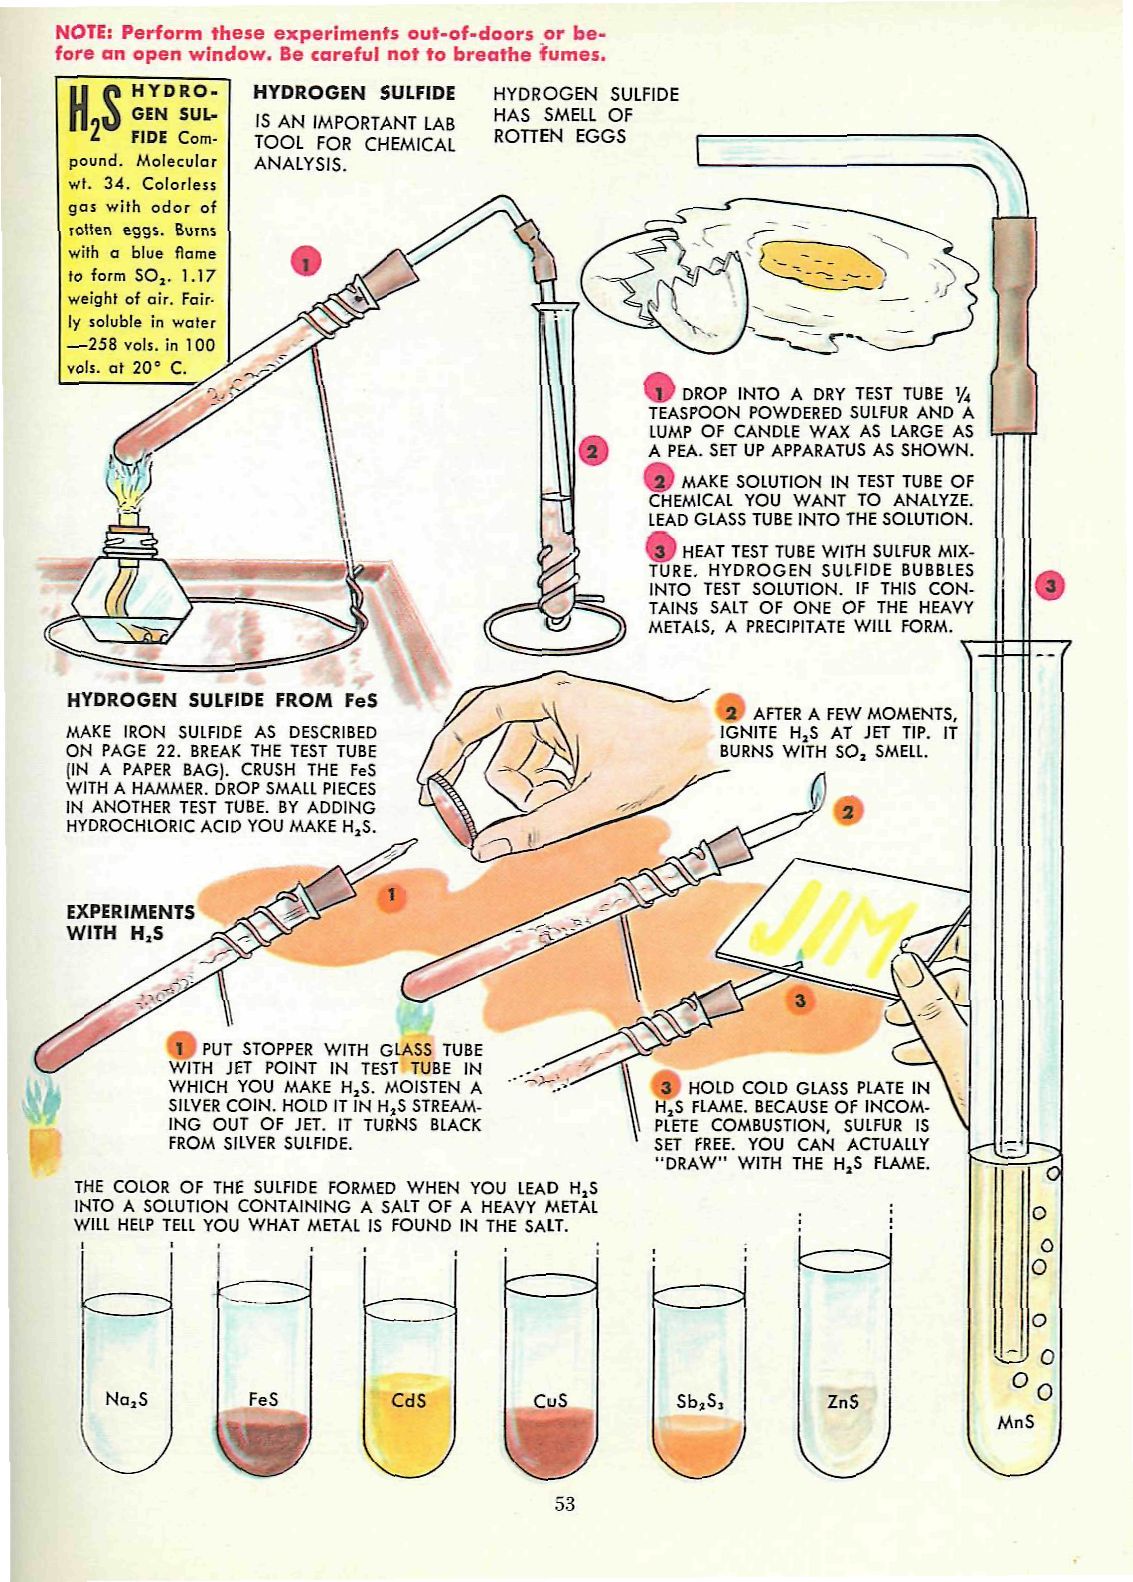 NOTE: Perform these experiments out-of-doors or be-
fore an open window. Be careful not to breathe fumes.
H₂S HYDRO-
GEN SUL-
FIDE Com-
pound. Molecular
wt. 34. Colorless
gas with odor of
rotten eggs. Burns
with a blue flame
to form SO₂. 1.17
weight of air. Fair-
ly soluble in water
—258 vols. in 100
vols. at 20° C.
HYDROGEN SULFIDE
IS AN IMPORTANT LAB
TOOL FOR CHEMICAL
ANALYSIS.
HYDROGEN SULFIDE
HAS SMELL OF
ROTTEN EGGS
1
2
3
1 DROP INTO A DRY TEST TUBE ¼
TEASPOON POWDERED SULFUR AND A
LUMP OF CANDLE WAX AS LARGE AS
A PEA. SET UP APPARATUS AS SHOWN.
2 MAKE SOLUTION IN TEST TUBE OF
CHEMICAL YOU WANT TO ANALYZE.
LEAD GLASS TUBE INTO THE SOLUTION.
3 HEAT TEST TUBE WITH SULFUR MIX-
TURE. HYDROGEN SULFIDE BUBBLES
INTO TEST SOLUTION. IF THIS CON-
TAINS SALT OF ONE OF THE HEAVY
METALS, A PRECIPITATE WILL FORM.
HYDROGEN SULFIDE FROM FeS
MAKE IRON SULFIDE AS DESCRIBED
ON PAGE 22. BREAK THE TEST TUBE
(IN A PAPER BAG). CRUSH THE FeS
WITH A HAMMER. DROP SMALL PIECES
IN ANOTHER TEST TUBE. BY ADDING
HYDROCHLORIC ACID YOU MAKE H₂S.
EXPERIMENTS
WITH H₂S
1
1 PUT STOPPER WITH GLASS TUBE
WITH JET POINT IN TEST TUBE IN
WHICH YOU MAKE H₂S. MOISTEN A
SILVER COIN. HOLD IT IN H₂S STREAM-
ING OUT OF JET. IT TURNS BLACK
FROM SILVER SULFIDE.
2 AFTER A FEW MOMENTS,
IGNITE H₂S AT JET TIP. IT
BURNS WITH SO₂ SMELL.
2
JIM
3
3 HOLD COLD GLASS PLATE IN
H₂S FLAME. BECAUSE OF INCOM-
PLETE COMBUSTION, SULFUR IS
SET FREE. YOU CAN ACTUALLY
"DRAW" WITH THE H₂S FLAME.
THE COLOR OF THE SULFIDE FORMED WHEN YOU LEAD H₂S
INTO A SOLUTION CONTAINING A SALT OF A HEAVY METAL
WILL HELP TELL YOU WHAT METAL IS FOUND IN THE SALT.
Na₂S
FeS
CdS
CuS
Sb₂S₃
ZnS
MnS
53